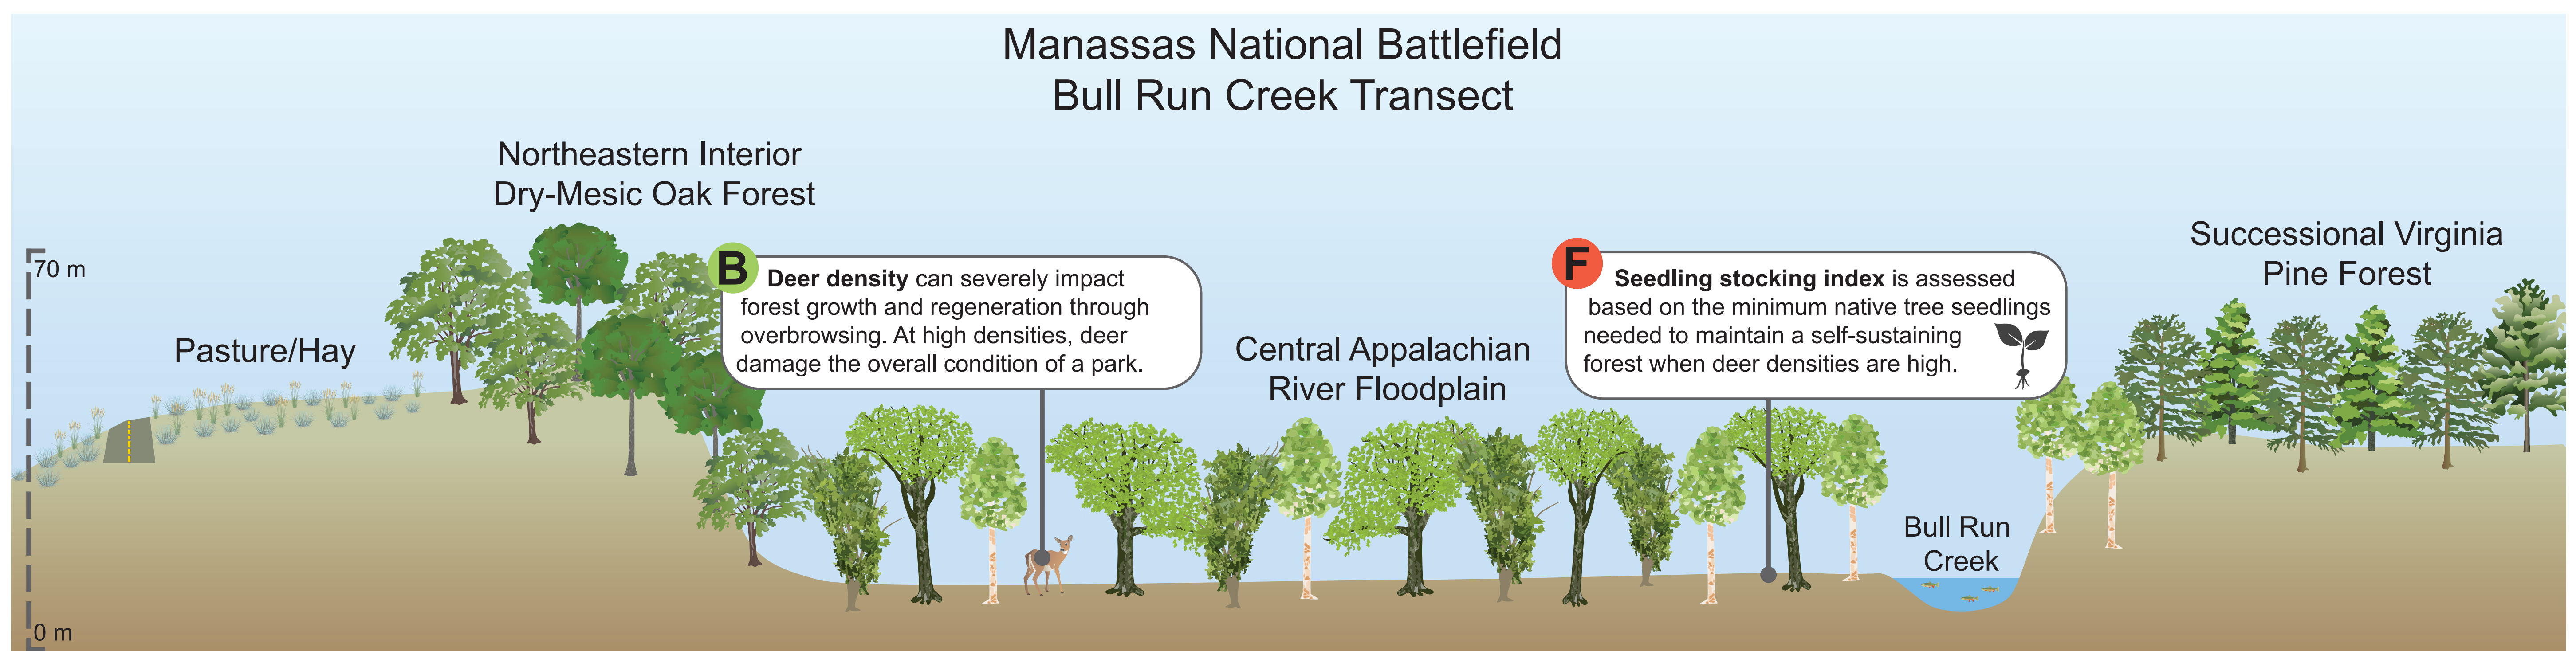 Manassas National Battlefield
Bull Run Creek Transect
Northeastern Interior
Dry-Mesic Oak Forest
70 m
Pasture/Hay
B
Deer density can severely impact
forest growth and regeneration through
overbrowsing. At high densities, deer
damage the overall condition of a park.
Central Appalachian
River Floodplain
F
Seedling stocking index is assessed
based on the minimum native tree seedlings
needed to maintain a self-sustaining
forest when deer densities are high.
Successional Virginia
Pine Forest
Bull Run
Creek
0 m